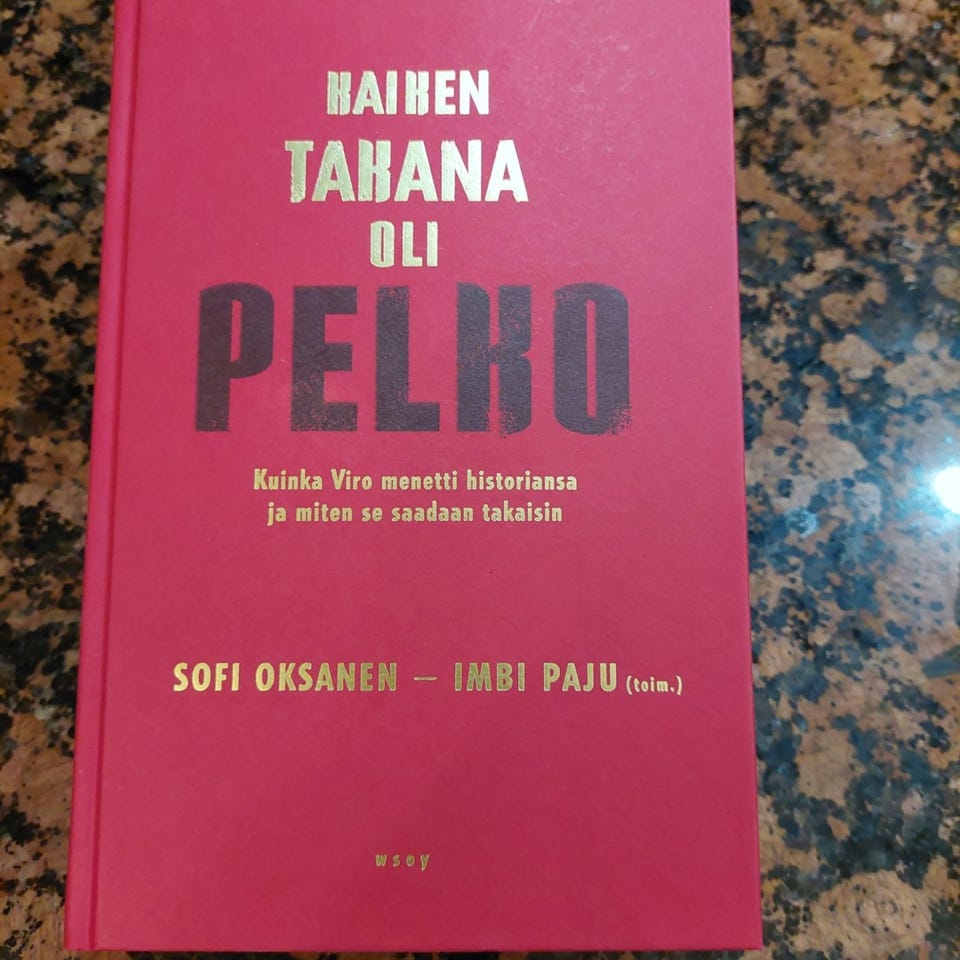 KAIKEN
TAKANA
OLI
PELKO
Kuinka Viro menetti historiansa
ja miten se saadaan takaisin
SOFI OKSANEN – IMBI PAJU (toim.)
wsoy